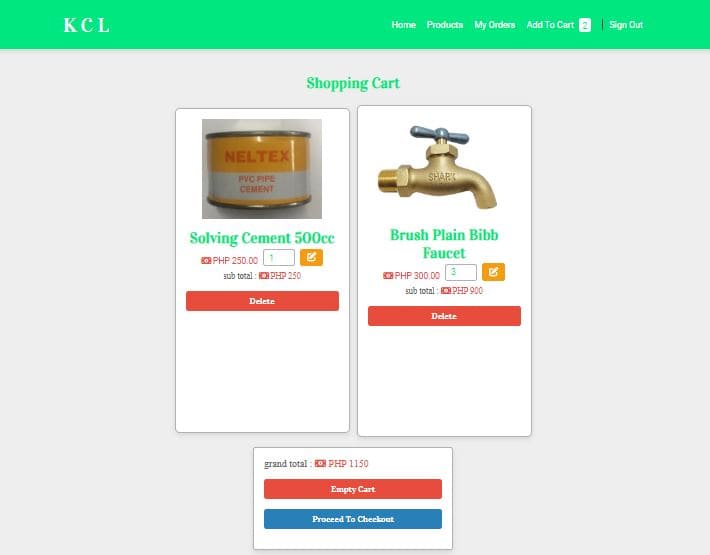 K C L
Home Products My Orders Add To Cart 2 Sign Out
Shopping Cart
NELTEX
PVC PIPE
CEMENT
Solving Cement 500cc
PHP 250.00 1
sub total : PHP 250
Delete
SHARK
Brush Plain Bibb
Faucet
PHP 300.00 3
sub total : PHP 900
Delete
grand total : PHP 1150
Empty Cart
Proceed To Checkout